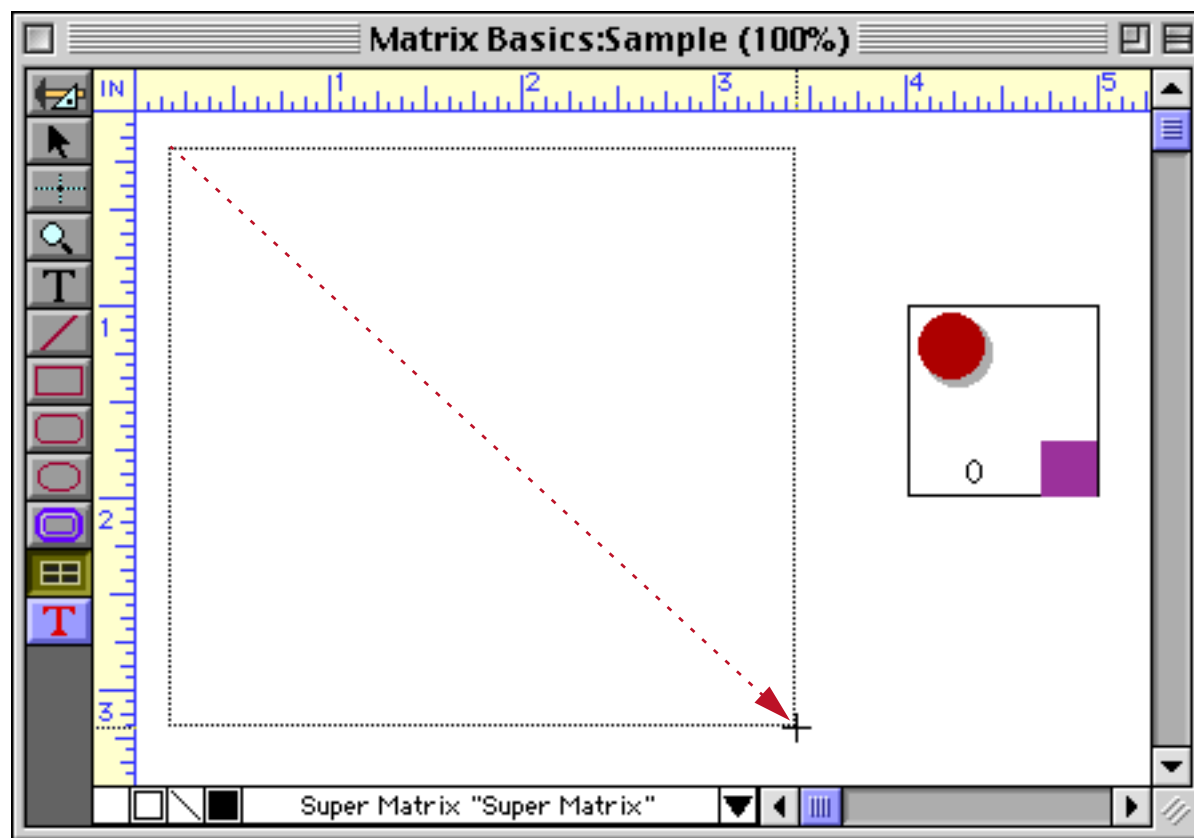 Matrix Basics:Sample (100%)
IN 1 2 3 4 5
T
1
0
2
T
3
Super Matrix "Super Matrix"